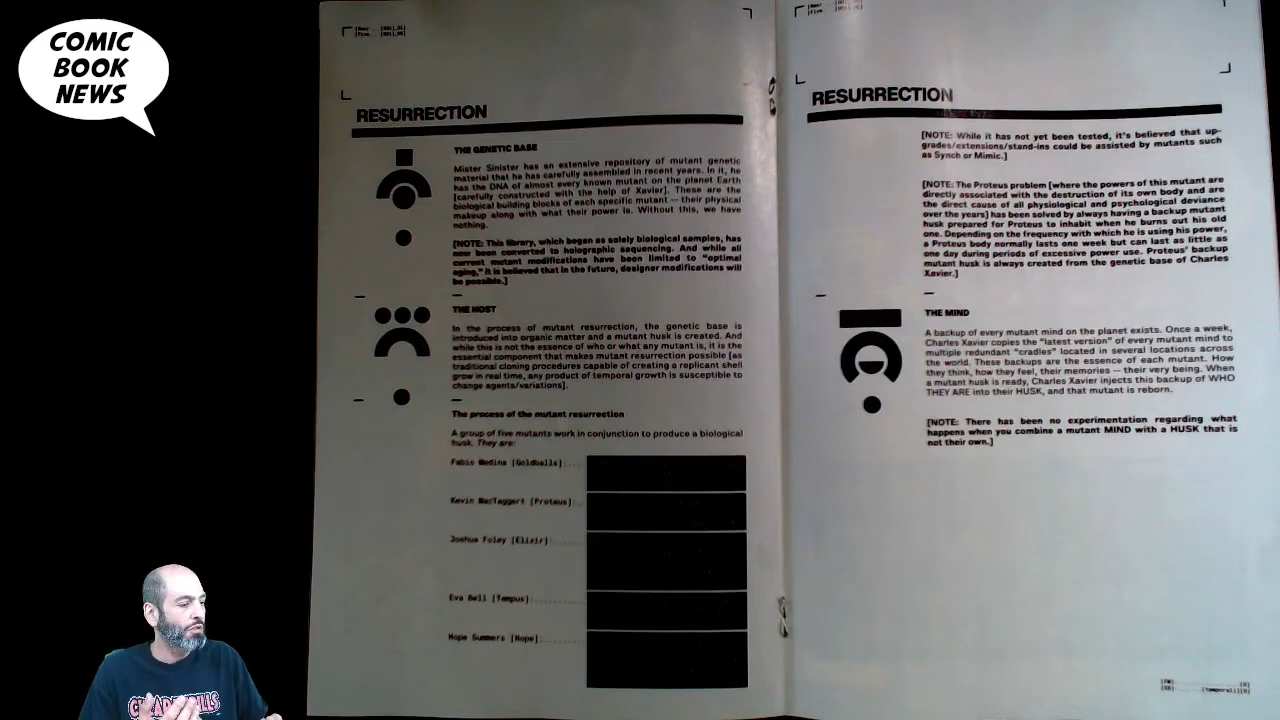 COMIC
BOOK
NEWS
RESURRECTION
THE GENETIC BASE
Mister Sinister has an extensive repository of mutant genetic
material that he has carefully assembled in recent years. In it, he
has the DNA of almost every known mutant on the planet Earth
[carefully constructed with the help of Xavier]. These are the
biological building blocks of each specific mutant -- their physical
makeup along with what their power is. Without this, we have
nothing.
[NOTE: This library, which began as solely biological samples, has
now been converted to holographic sequencing. And while all
current mutant modifications have been limited to "optimal
aging," it is believed that in the future, designer modifications will
be possible.]
THE HOST
In the process of mutant resurrection, the genetic base is
introduced into organic matter and a mutant husk is created. And
while this is not the essence of who or what any mutant is, it is the
essential component that makes mutant resurrection possible [as
traditional cloning procedures capable of creating a replicant shell
grow in real time, any product of temporal growth is susceptible to
change agents/variations].
The process of the mutant resurrection
A group of five mutants work in conjunction to produce a biological
husk. They are:
Fabio Medina [Goldballs]
Kevin MacTaggert [Proteus]
Joshua Foley [Elixir]
Eva Bell [Tempus]
Hope Summers [Hope]
RESURRECTION
[NOTE: While it has not yet been tested, it's believed that up-
grades/extensions/stand-ins could be assisted by mutants such
as Synch or Mimic.]
[NOTE: The Proteus problem [where the powers of this mutant are
directly associated with the destruction of its own body and are
the direct cause of all physiological and psychological deviance
over the years] has been solved by always having a backup mutant
husk prepared for Proteus to inhabit when he burns out his old
one. Depending on the frequency with which he is using his power,
a Proteus body normally lasts one week but can last as little as
one day during periods of excessive power use. Proteus' backup
mutant husk is always created from the genetic base of Charles
Xavier.]
THE MIND
A backup of every mutant mind on the planet exists. Once a week,
Charles Xavier copies the "latest version" of every mutant mind to
multiple redundant "cradles" located in several locations across
the world. These backups are the essence of each mutant. How
they think, how they feel, their memories -- their very being. When
a mutant husk is ready, Charles Xavier injects this backup of WHO
THEY ARE into their HUSK, and that mutant is reborn.
[NOTE: There has been no experimentation regarding what
happens when you combine a mutant MIND with a HUSK that is
not their own.]